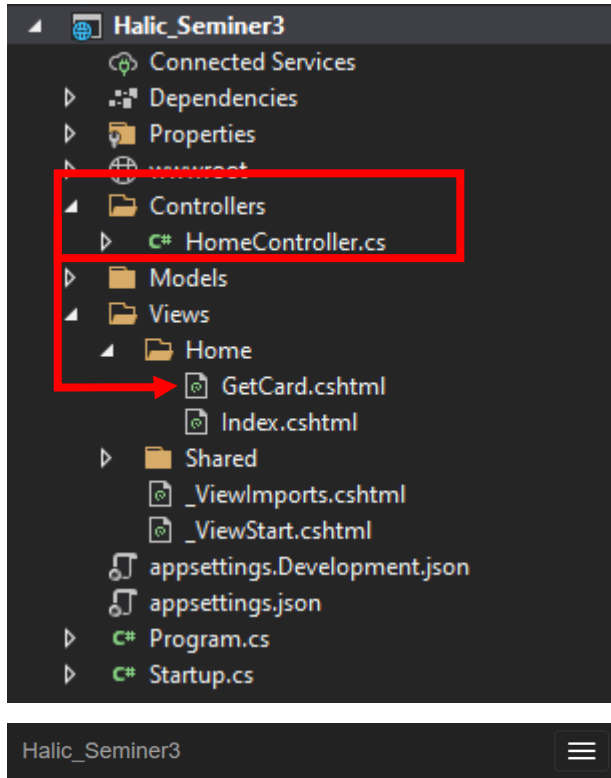 Halic_Seminer3
Connected Services
Dependencies
Properties
wwwroot
Controllers
C# HomeController.cs
Models
Views
Home
GetCard.cshtml
Index.cshtml
Shared
_ViewImports.cshtml
_ViewStart.cshtml
appsettings.Development.json
appsettings.json
C# Program.cs
C# Startup.cs
Halic_Seminer3